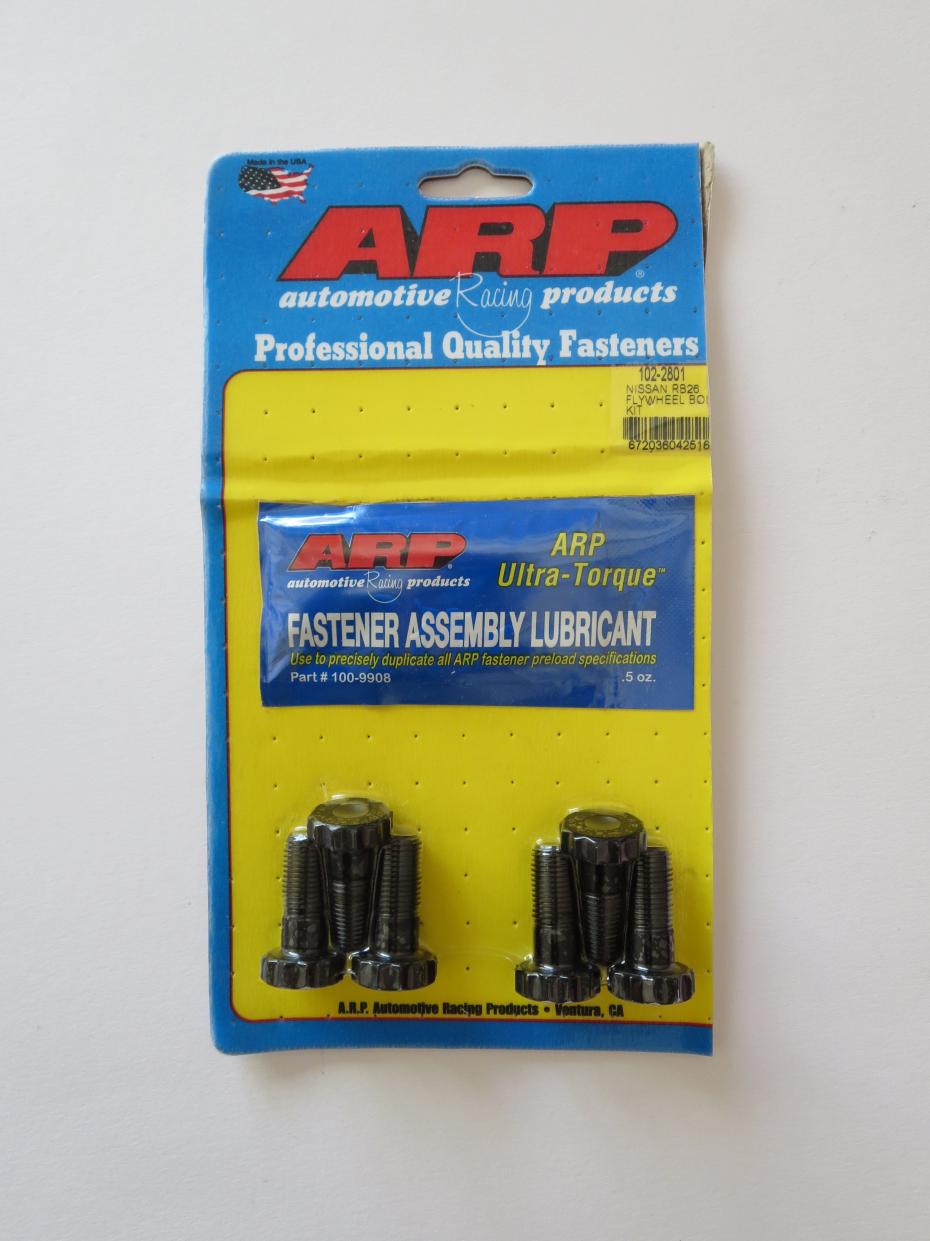 Made in the USA
ARP
®
automotive Racing products
Professional Quality Fasteners
102-2801
NISSAN RB26
FLYWHEEL
KIT
672036042516
ARP
automotive Racing products
ARP
Ultra-Torque™
FASTENER ASSEMBLY LUBRICANT
Use to precisely duplicate all ARP fastener preload specifications
Part # 100-9908 .5 oz.
A.R.P. Automotive Racing Products • Ventura, CA